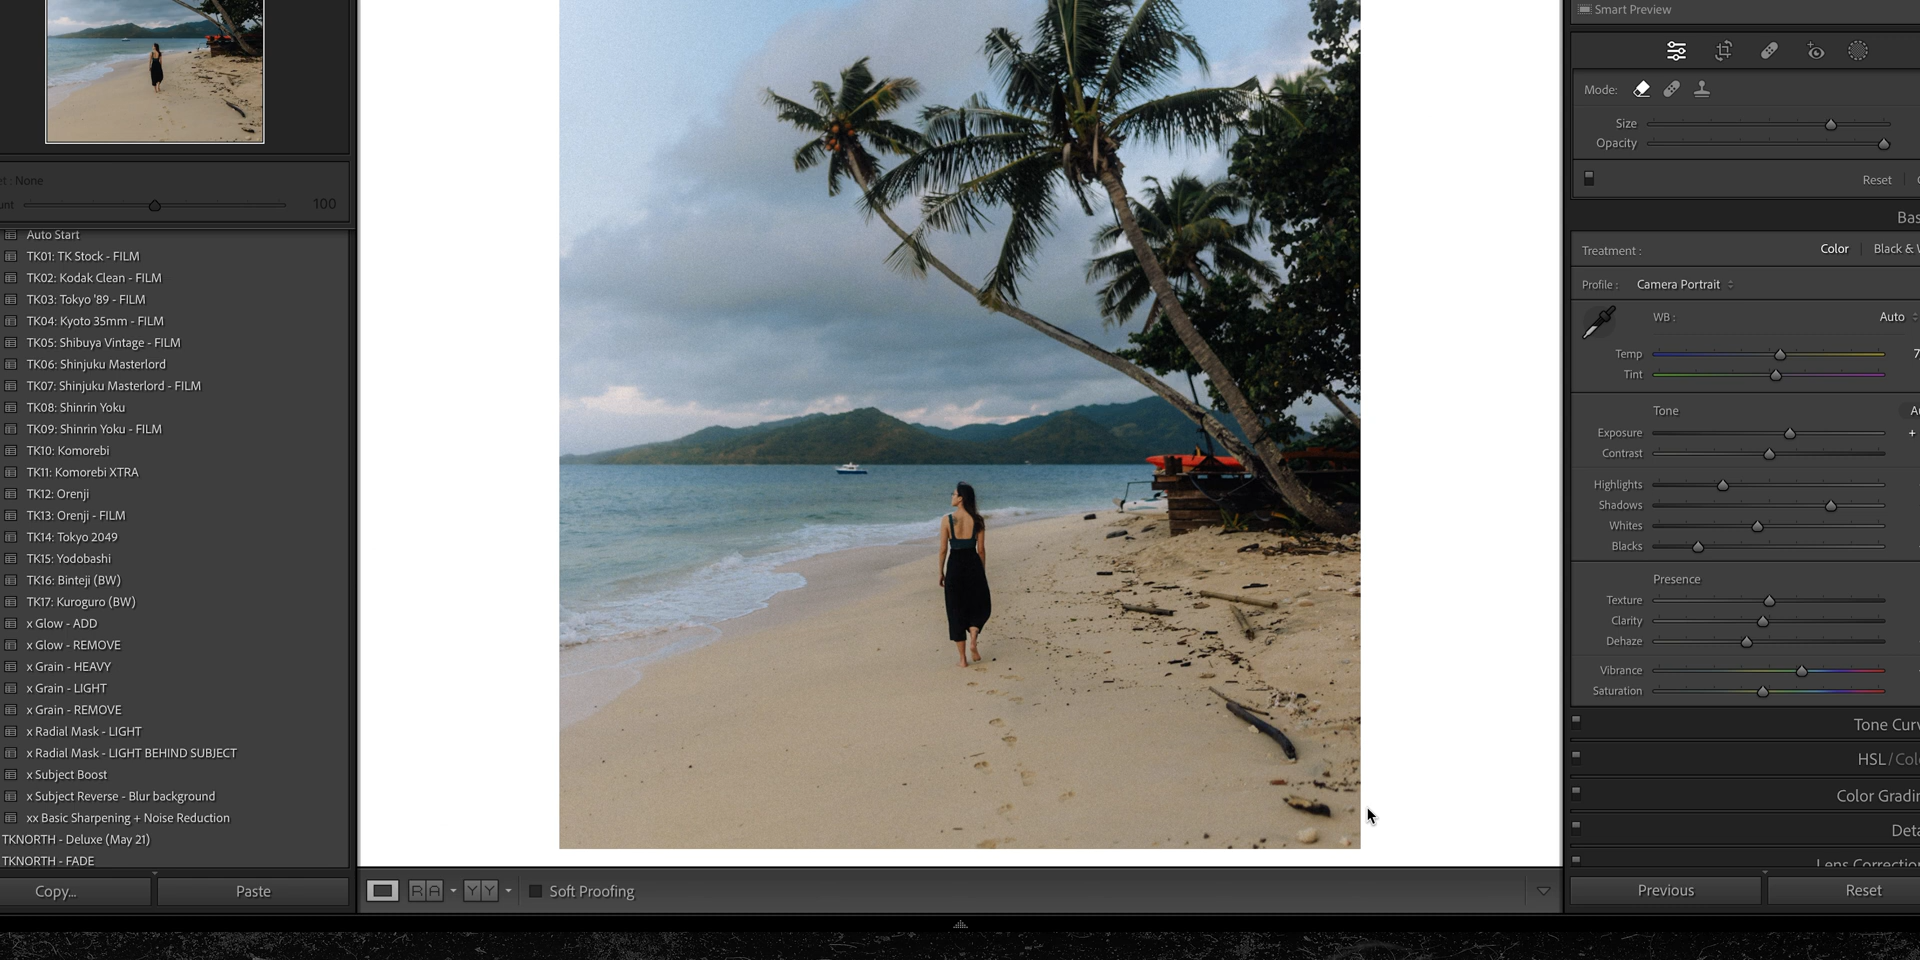 et : None
unt 100
Auto Start
TK01: TK Stock - FILM
TK02: Kodak Clean - FILM
TK03: Tokyo '89 - FILM
TK04: Kyoto 35mm - FILM
TK05: Shibuya Vintage - FILM
TK06: Shinjuku Masterlord
TK07: Shinjuku Masterlord - FILM
TK08: Shinrin Yoku
TK09: Shinrin Yoku - FILM
TK10: Komorebi
TK11: Komorebi XTRA
TK12: Orenji
TK13: Orenji - FILM
TK14: Tokyo 2049
TK15: Yodobashi
TK16: Binteji (BW)
TK17: Kuroguro (BW)
x Glow - ADD
x Glow - REMOVE
x Grain - HEAVY
x Grain - LIGHT
x Grain - REMOVE
x Radial Mask - LIGHT
x Radial Mask - LIGHT BEHIND SUBJECT
x Subject Boost
x Subject Reverse - Blur background
xx Basic Sharpening + Noise Reduction
TKNORTH - Deluxe (May 21)
TKNORTH - FADE
Copy... Paste
R A Y Y Soft Proofing
Smart Preview
Mode:
Size
Opacity
Reset
Bas
Treatment : Color Black & W
Profile : Camera Portrait
WB : Auto
Temp 7
Tint
Tone Au
Exposure +
Contrast
Highlights
Shadows
Whites
Blacks
Presence
Texture
Clarity
Dehaze
Vibrance
Saturation
Tone Curv
HSL / Colo
Color Gradin
Deta
Lens Correction
Previous Reset